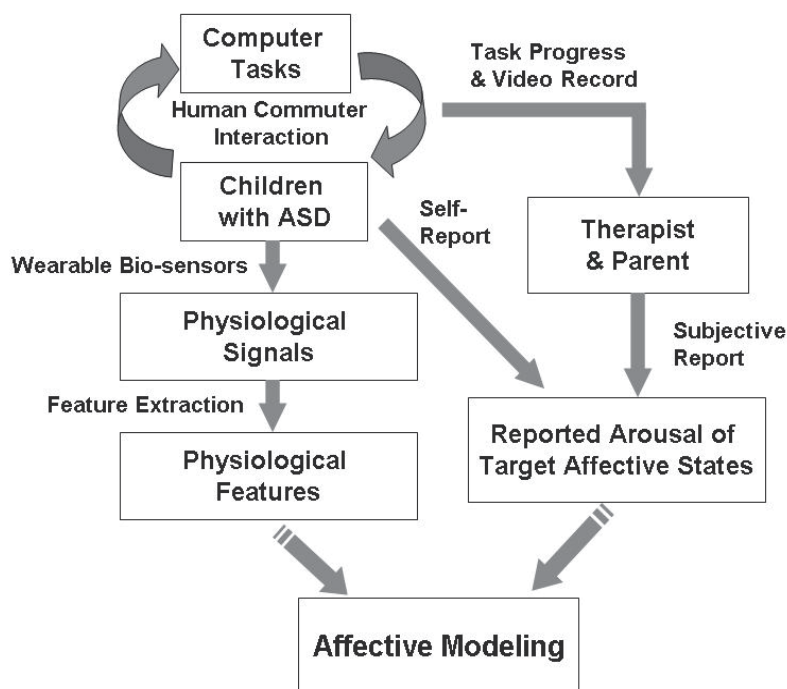 Computer
Tasks
Task Progress
& Video Record
Human Commuter
Interaction
Children
with ASD
Self-
Report
Therapist
& Parent
Wearable Bio-sensors
Physiological
Signals
Subjective
Report
Feature Extraction
Physiological
Features
Reported Arousal of
Target Affective States
Affective Modeling